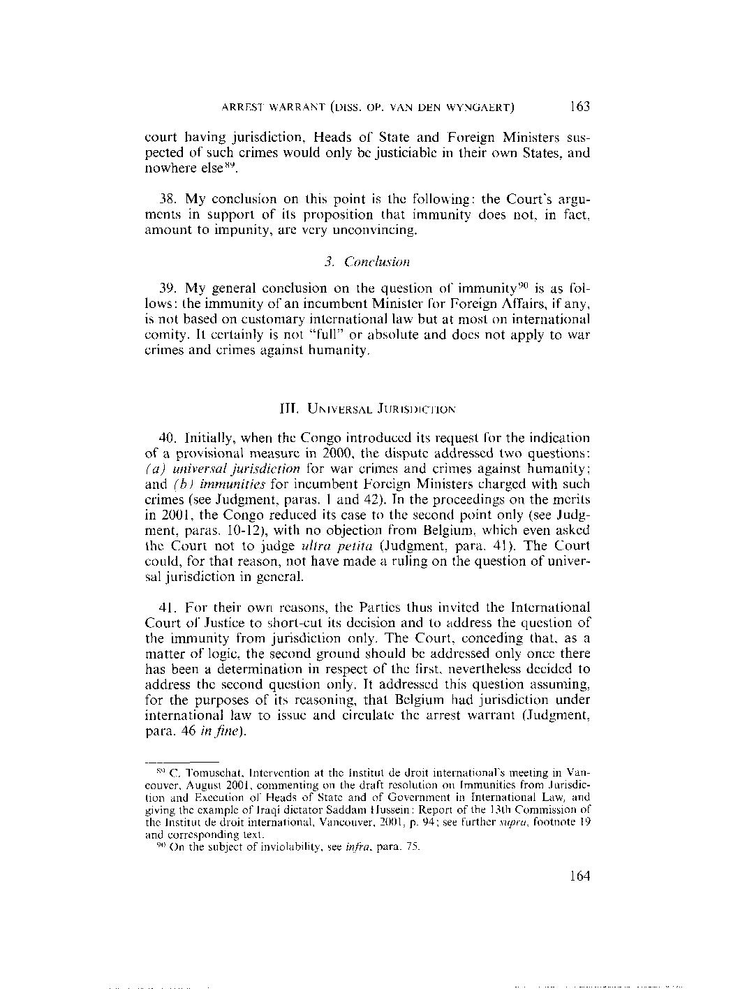 ARREST WARRANT (DISS. OP. VAN DEN WYNGAERT) 163
court having jurisdiction, Heads of State and Foreign Ministers sus-
pected of such crimes would only be justiciable in their own States, and
nowhere else⁸⁹.
38. My conclusion on this point is the following: the Court's argu-
ments in support of its proposition that immunity does not, in fact,
amount to impunity, are very unconvincing.
3. Conclusion
39. My general conclusion on the question of immunity⁹⁰ is as fol-
lows: the immunity of an incumbent Minister for Foreign Affairs, if any,
is not based on customary international law but at most on international
comity. It certainly is not “full” or absolute and does not apply to war
crimes and crimes against humanity.
III. UNIVERSAL JURISDICTION
40. Initially, when the Congo introduced its request for the indication
of a provisional measure in 2000, the dispute addressed two questions:
(a) universal jurisdiction for war crimes and crimes against humanity;
and (b) immunities for incumbent Foreign Ministers charged with such
crimes (see Judgment, paras. 1 and 42). In the proceedings on the merits
in 2001, the Congo reduced its case to the second point only (see Judg-
ment, paras. 10-12), with no objection from Belgium, which even asked
the Court not to judge ultra petita (Judgment, para. 41). The Court
could, for that reason, not have made a ruling on the question of univer-
sal jurisdiction in general.
41. For their own reasons, the Parties thus invited the International
Court of Justice to short-cut its decision and to address the question of
the immunity from jurisdiction only. The Court, conceding that, as a
matter of logic, the second ground should be addressed only once there
has been a determination in respect of the first, nevertheless decided to
address the second question only. It addressed this question assuming,
for the purposes of its reasoning, that Belgium had jurisdiction under
international law to issue and circulate the arrest warrant (Judgment,
para. 46 in fine).
⁸⁹ C. Tomuschat, Intervention at the Institut de droit international's meeting in Van-
couver, August 2001, commenting on the draft resolution on Immunities from Jurisdic-
tion and Execution of Heads of State and of Government in International Law, and
giving the example of Iraqi dictator Saddam Hussein: Report of the 13th Commission of
the Institut de droit international, Vancouver, 2001, p. 94; see further supra, footnote 19
and corresponding text.
⁹⁰ On the subject of inviolability, see infra, para. 75.
164